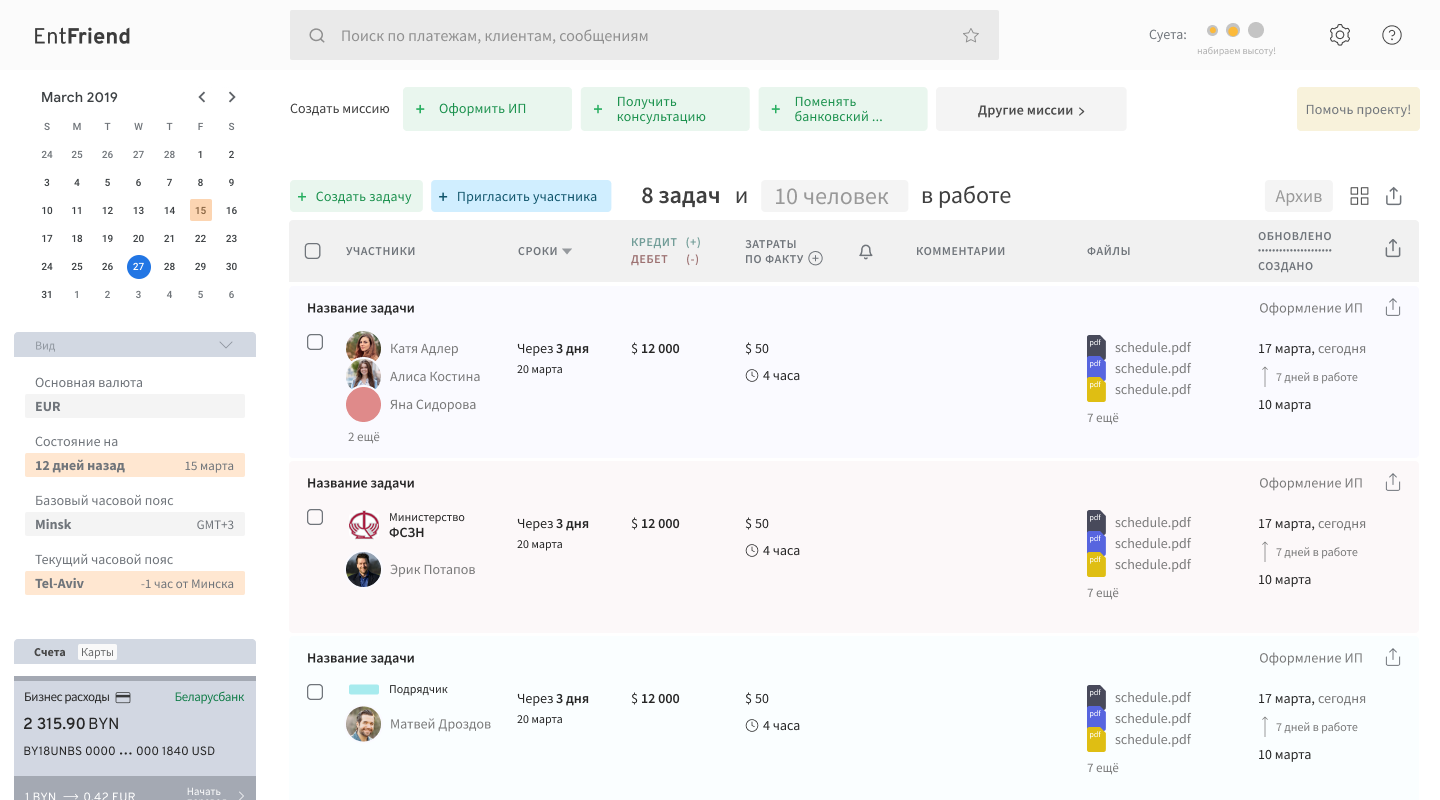 EntFriend
Поиск по платежам, клиентам, сообщениям
Суета:
набираем высоту!
March 2019
S M T W T F S
24 25 26 27 28 1 2
3 4 5 6 7 8 9
10 11 12 13 14 15 16
17 18 19 20 21 22 23
24 25 26 27 28 29 30
31 1 2 3 4 5 6
Вид
Основная валюта
EUR
Состояние на
12 дней назад 15 марта
Базовый часовой пояс
Minsk GMT+3
Текущий часовой пояс
Tel-Aviv -1 час от Минска
Счета Карты
Бизнес расходы Беларусбанк
2 315.90 BYN
BY18UNBS 0000 ... 000 1840 USD
1 BYN → 0.42 EUR Начать
Создать миссию
+ Оформить ИП
+ Получить
консультацию
+ Поменять
банковский ...
Другие миссии >
Помочь проекту!
+ Создать задачу
+ Пригласить участника
8 задач и 10 человек в работе
Архив
УЧАСТНИКИ
СРОКИ
КРЕДИТ (+)
ДЕБЕТ (-)
ЗАТРАТЫ
ПО ФАКТУ
КОММЕНТАРИИ
ФАЙЛЫ
ОБНОВЛЕНО
СОЗДАНО
Название задачи
Оформление ИП
Катя Адлер
Алиса Костина
Яна Сидорова
2 ещё
Через 3 дня
20 марта
$ 12 000
$ 50
4 часа
pdf schedule.pdf
pdf schedule.pdf
pdf schedule.pdf
7 ещё
17 марта, сегодня
7 дней в работе
10 марта
Название задачи
Оформление ИП
Министерство
ФСЗН
Эрик Потапов
Через 3 дня
20 марта
$ 12 000
$ 50
4 часа
pdf schedule.pdf
pdf schedule.pdf
pdf schedule.pdf
7 ещё
17 марта, сегодня
7 дней в работе
10 марта
Название задачи
Оформление ИП
Подрядчик
Матвей Дроздов
Через 3 дня
20 марта
$ 12 000
$ 50
4 часа
pdf schedule.pdf
pdf schedule.pdf
pdf schedule.pdf
7 ещё
17 марта, сегодня
7 дней в работе
10 марта